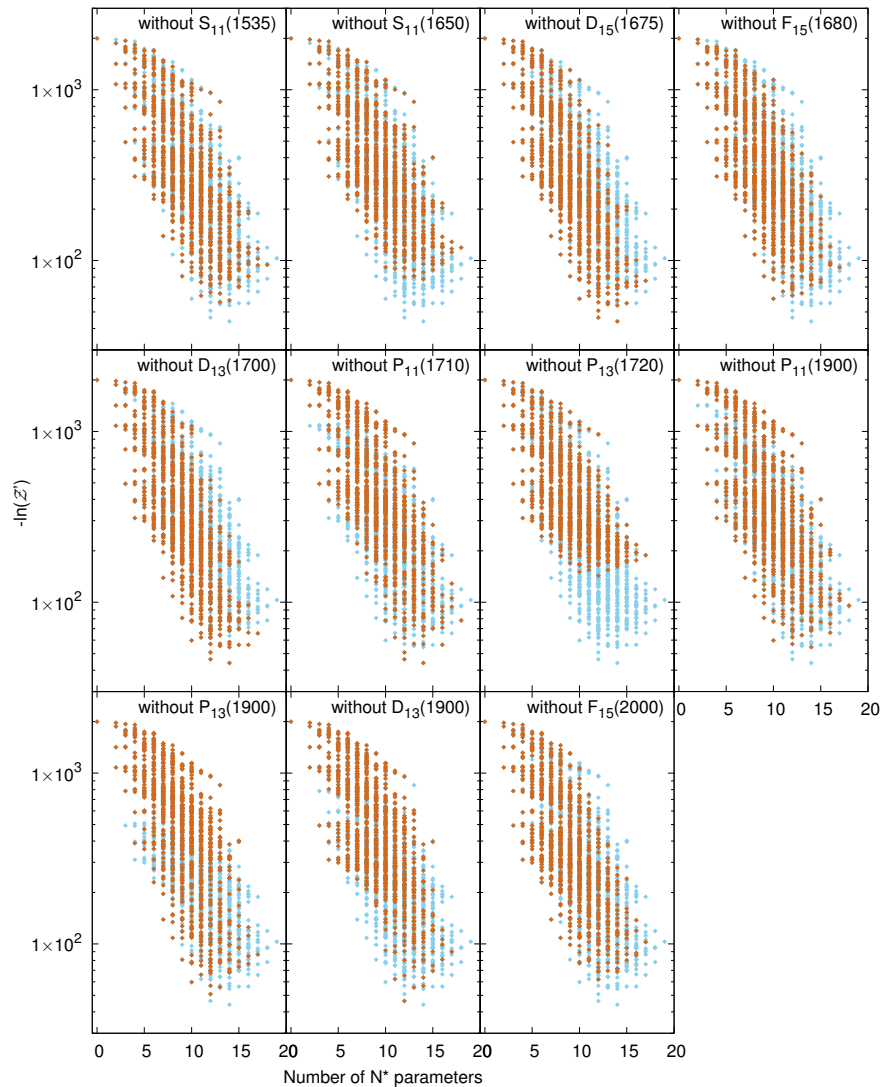 without S₁₁(1535) without S₁₁(1650) without D₁₅(1675) without F₁₅(1680)
1×10³
1×10²
without D₁₃(1700) without P₁₁(1710) without P₁₃(1720) without P₁₁(1900)
1×10³
-ln(𝒵')
1×10²
0 5 10 15 20
without P₁₃(1900) without D₁₃(1900) without F₁₅(2000)
1×10³
1×10²
0 5 10 15 20 0 5 10 15 20 0 5 10 15 20
Number of N* parameters